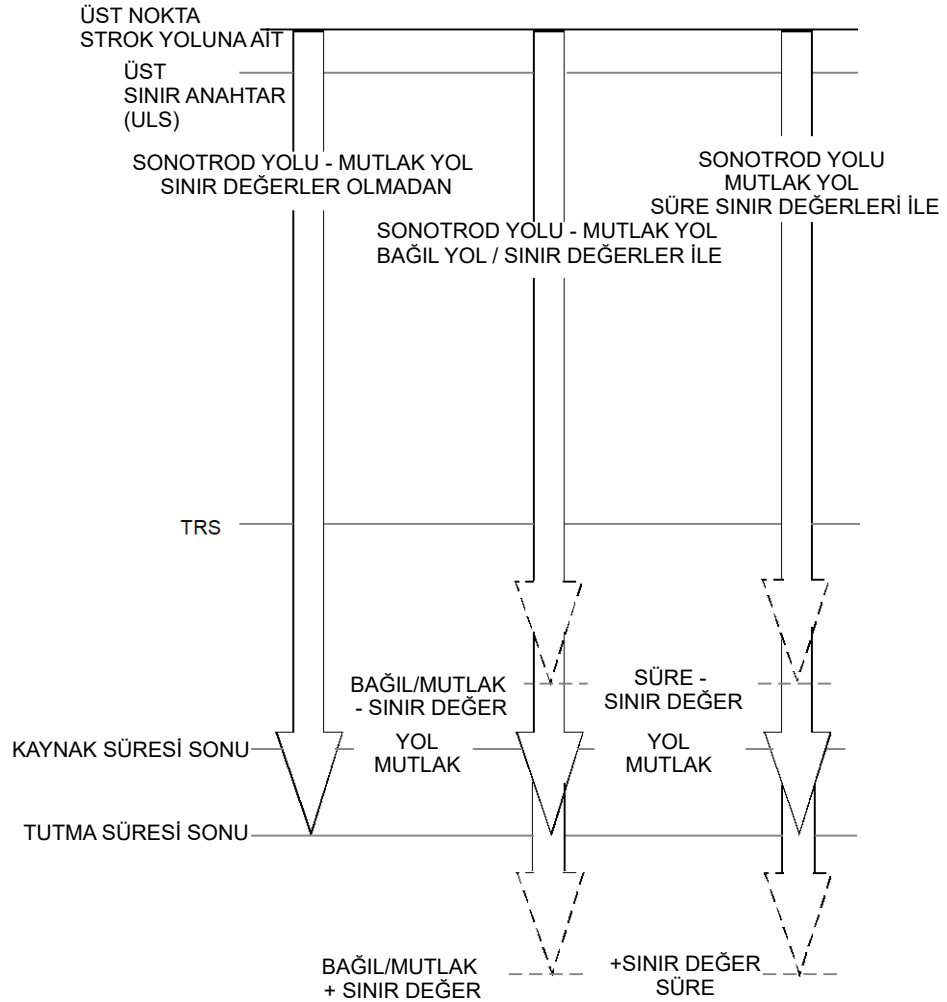 ÜST NOKTA
STROK YOLUNA AİT
ÜST
SINIR ANAHTAR
(ULS)
SONOTROD YOLU - MUTLAK YOL
SINIR DEĞERLER OLMADAN
SONOTROD YOLU - MUTLAK YOL
BAĞIL YOL / SINIR DEĞERLER İLE
SONOTROD YOLU
MUTLAK YOL
SÜRE SINIR DEĞERLERİ İLE
TRS
BAĞIL/MUTLAK
- SINIR DEĞER
SÜRE -
SINIR DEĞER
KAYNAK SÜRESİ SONU
YOL
MUTLAK
YOL
MUTLAK
TUTMA SÜRESİ SONU
BAĞIL/MUTLAK
+ SINIR DEĞER
+SINIR DEĞER
SÜRE